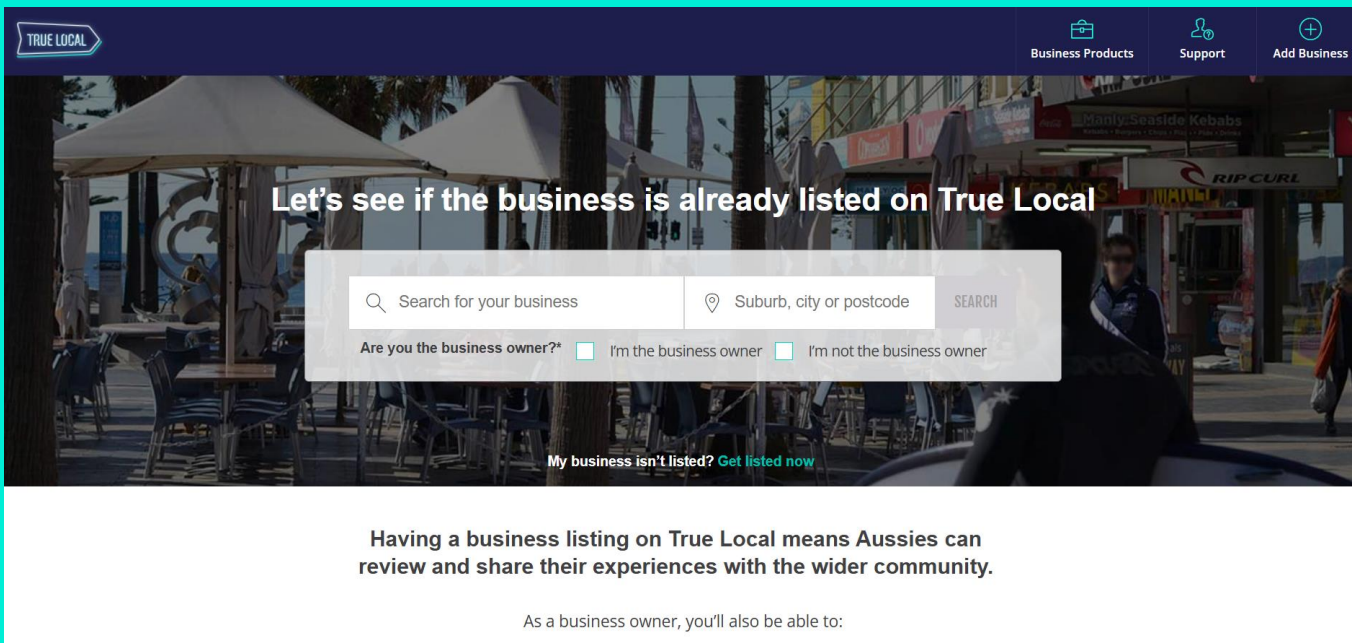 TRUE LOCAL
Business Products
Support
Add Business
Manly Seaside Kebabs
RIP CURL
Let's see if the business is already listed on True Local
Search for your business
Suburb, city or postcode
SEARCH
Are you the business owner?*
I'm the business owner
I'm not the business owner
My business isn't listed? Get listed now
Having a business listing on True Local means Aussies can
review and share their experiences with the wider community.
As a business owner, you'll also be able to: